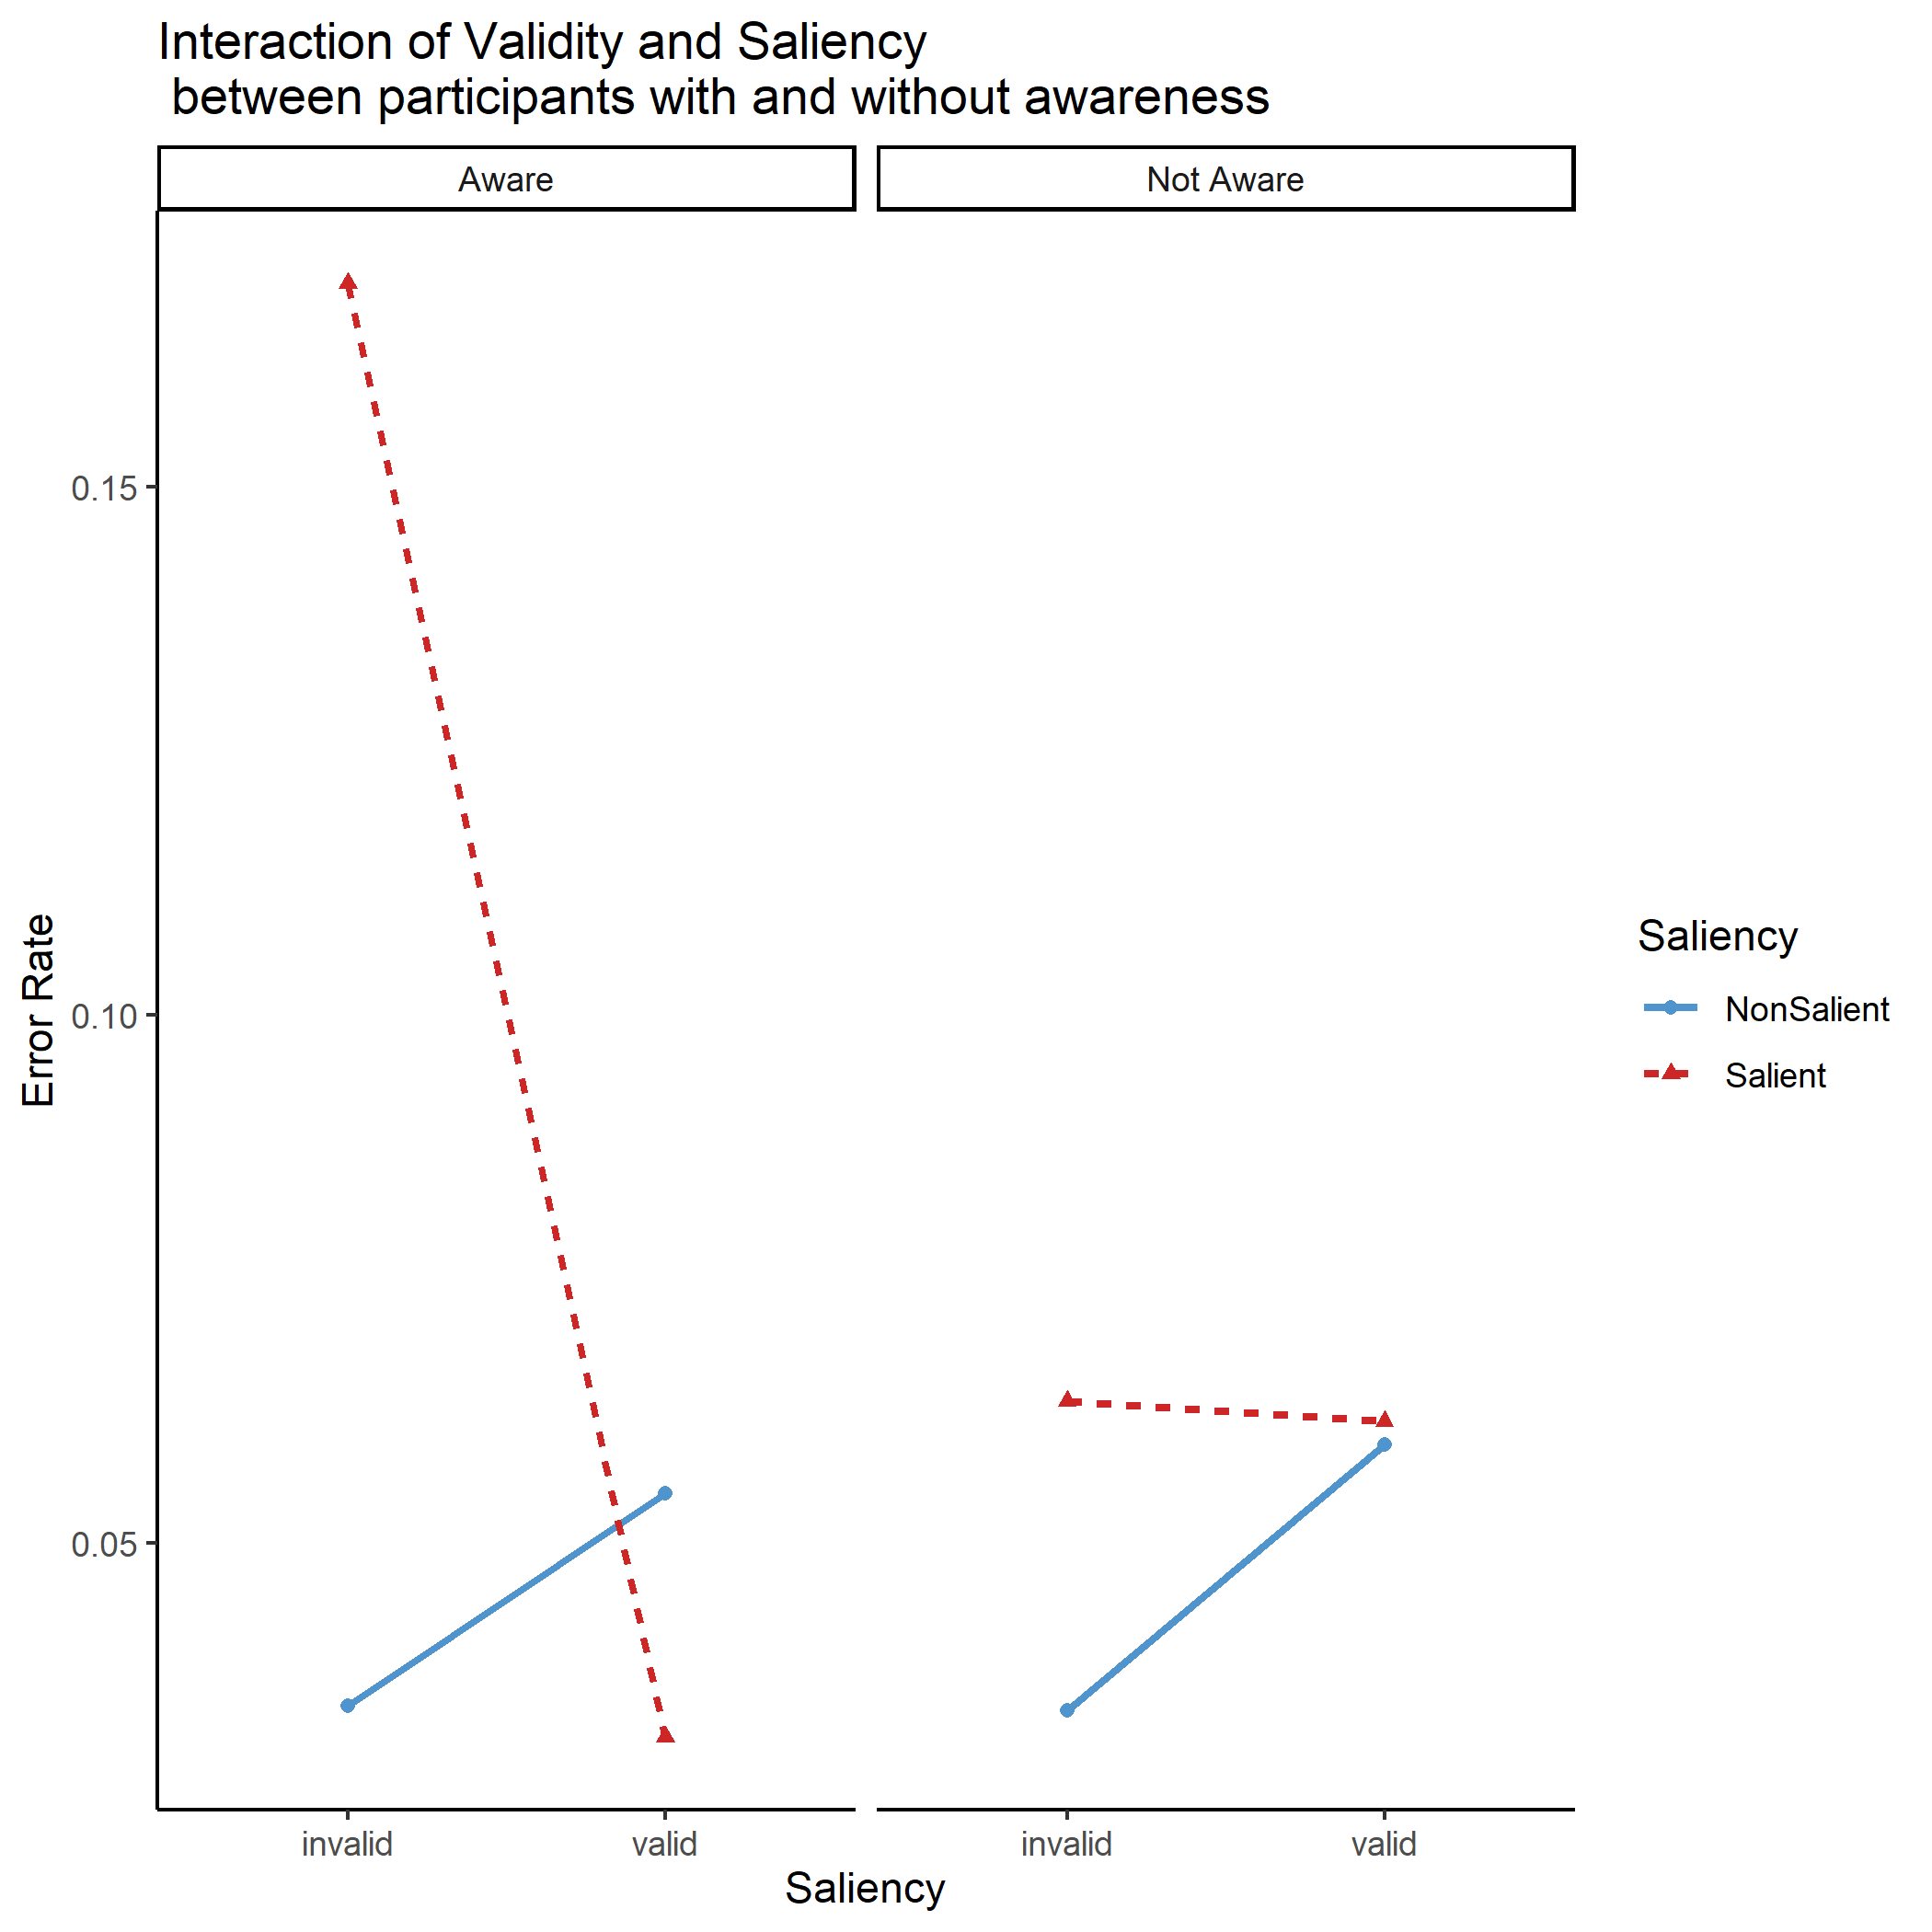 Interaction of Validity and Saliency
between participants with and without awareness
Aware
Not Aware
0.15
0.10
0.05
Error Rate
invalid
valid
invalid
valid
Saliency
Saliency
NonSalient
Salient